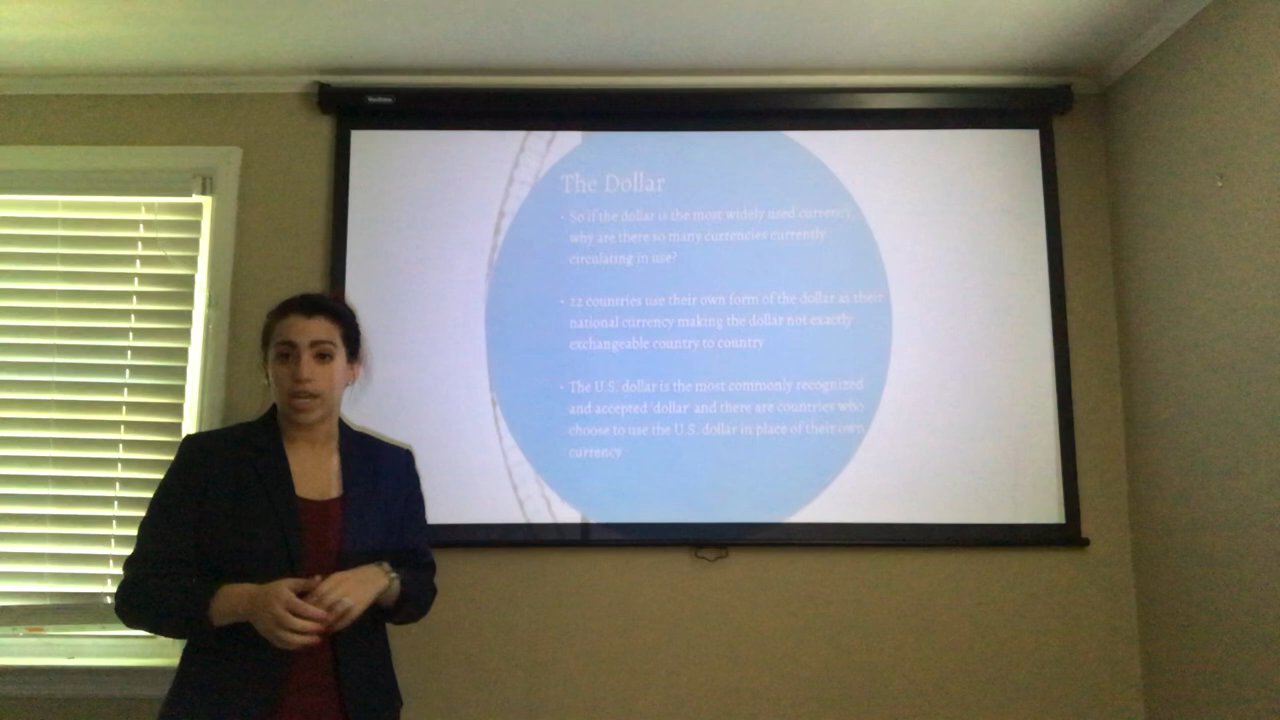 The Dollar
• So if the dollar is the most widely used currency,
why are there so many currencies currently
circulating in use?
• 22 countries use their own form of the dollar as their
national currency making the dollar not exactly
exchangeable country to country
• The U.S. dollar is the most commonly recognized
and accepted 'dollar' and there are countries who
choose to use the U.S. dollar in place of their own
currency